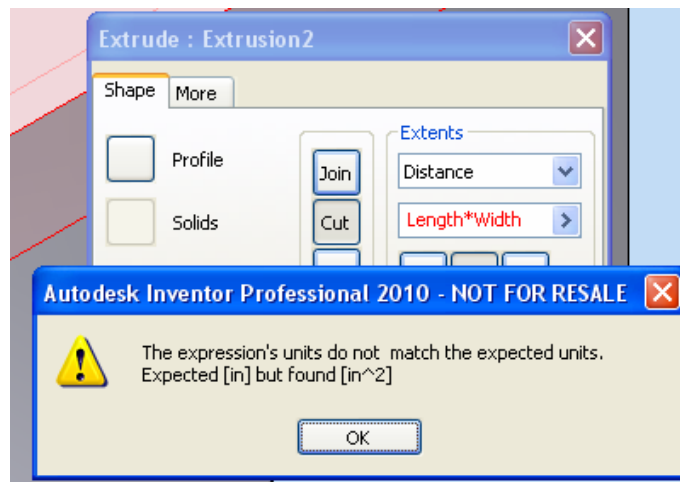 Extrude : Extrusion2
Shape More
Extents
Profile
Join
Distance
Solids
Cut
Length*Width
Autodesk Inventor Professional 2010 - NOT FOR RESALE
The expression's units do not match the expected units.
Expected [in] but found [in^2]
OK